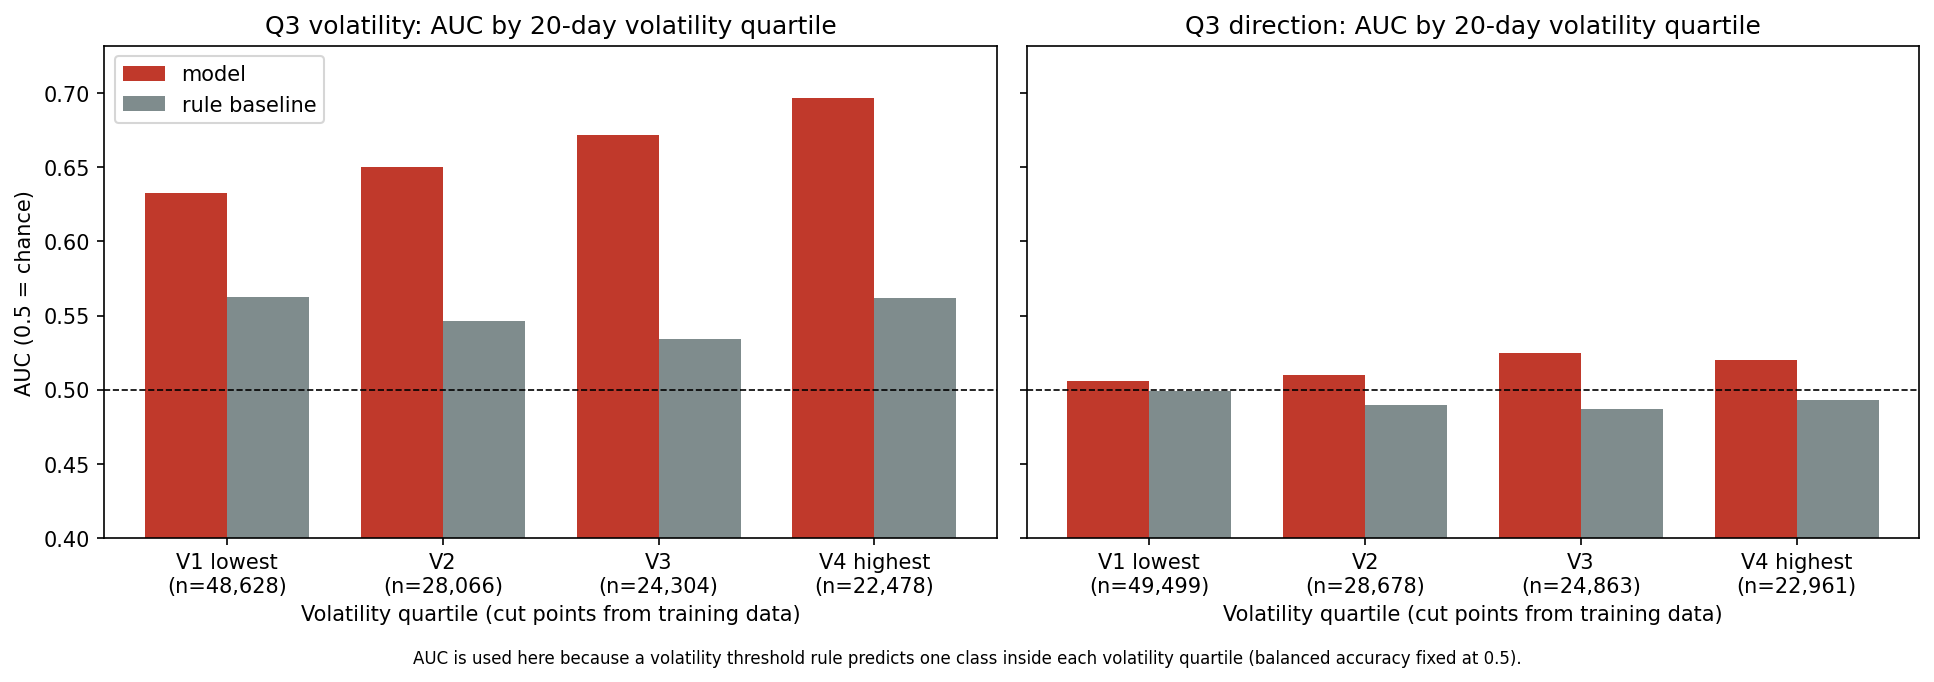 Q3 volatility: AUC by 20-day volatility quartile
model
rule baseline
AUC (0.5 = chance)
0.70
0.65
0.60
0.55
0.50
0.45
0.40
V1 lowest
(n=48,628)
V2
(n=28,066)
V3
(n=24,304)
V4 highest
(n=22,478)
Volatility quartile (cut points from training data)
Q3 direction: AUC by 20-day volatility quartile
V1 lowest
(n=49,499)
V2
(n=28,678)
V3
(n=24,863)
V4 highest
(n=22,961)
Volatility quartile (cut points from training data)
AUC is used here because a volatility threshold rule predicts one class inside each volatility quartile (balanced accuracy fixed at 0.5).